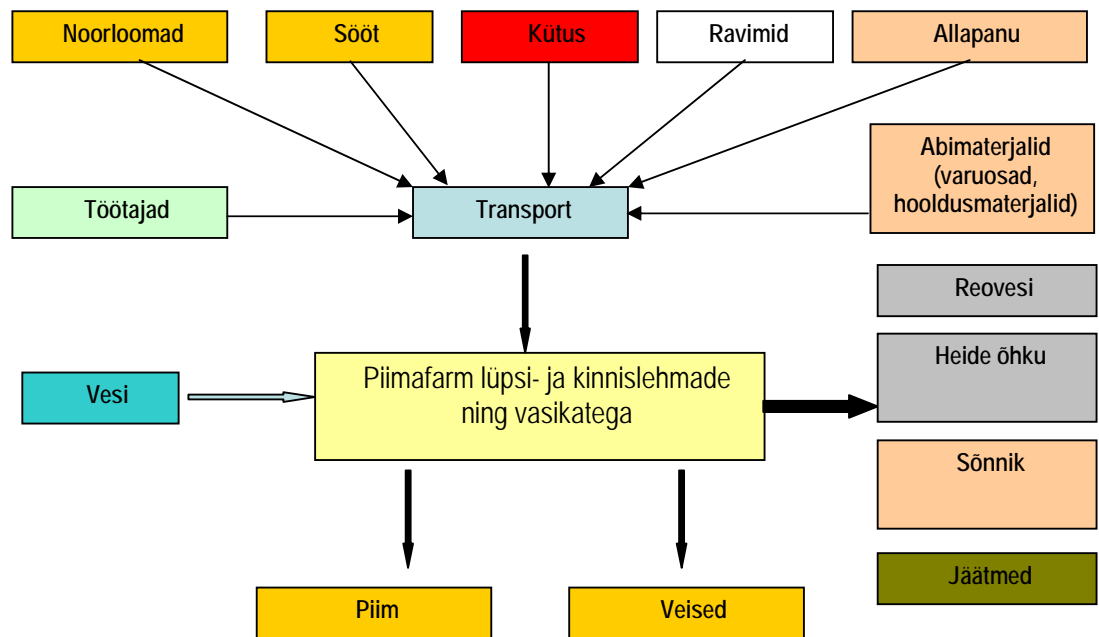 Noorloomad
Sööt
Kütus
Ravimid
Allapanu
Abimaterjalid
(varuosad,
hooldusmaterjalid)
Töötajad
Transport
Reovesi
Heide õhku
Vesi
Piimafarm lüpsi- ja kinnislehmade
ning vasikatega
Sõnnik
Jäätmed
Piim
Veised